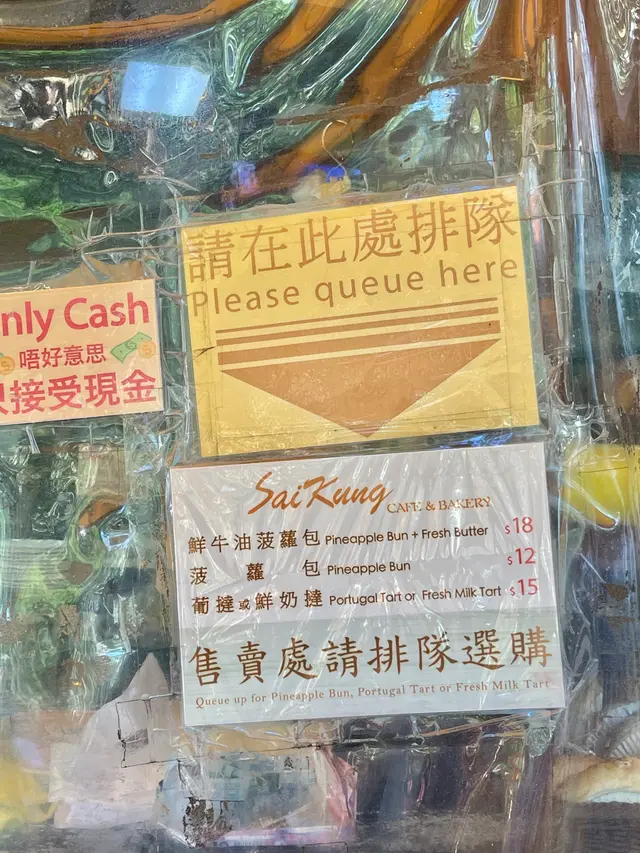 請在此處排隊
Please queue here
nly Cash
唔好意思
只接受現金
SaiKung
CAFE & BAKERY
鮮牛油菠蘿包 Pineapple Bun + Fresh Butter $18
菠蘿包 Pineapple Bun $12
葡撻或鮮奶撻 Portugal Tart or Fresh Milk Tart $15
售賣處請排隊選購
Queue up for Pineapple Bun, Portugal Tart or Fresh Milk Tart